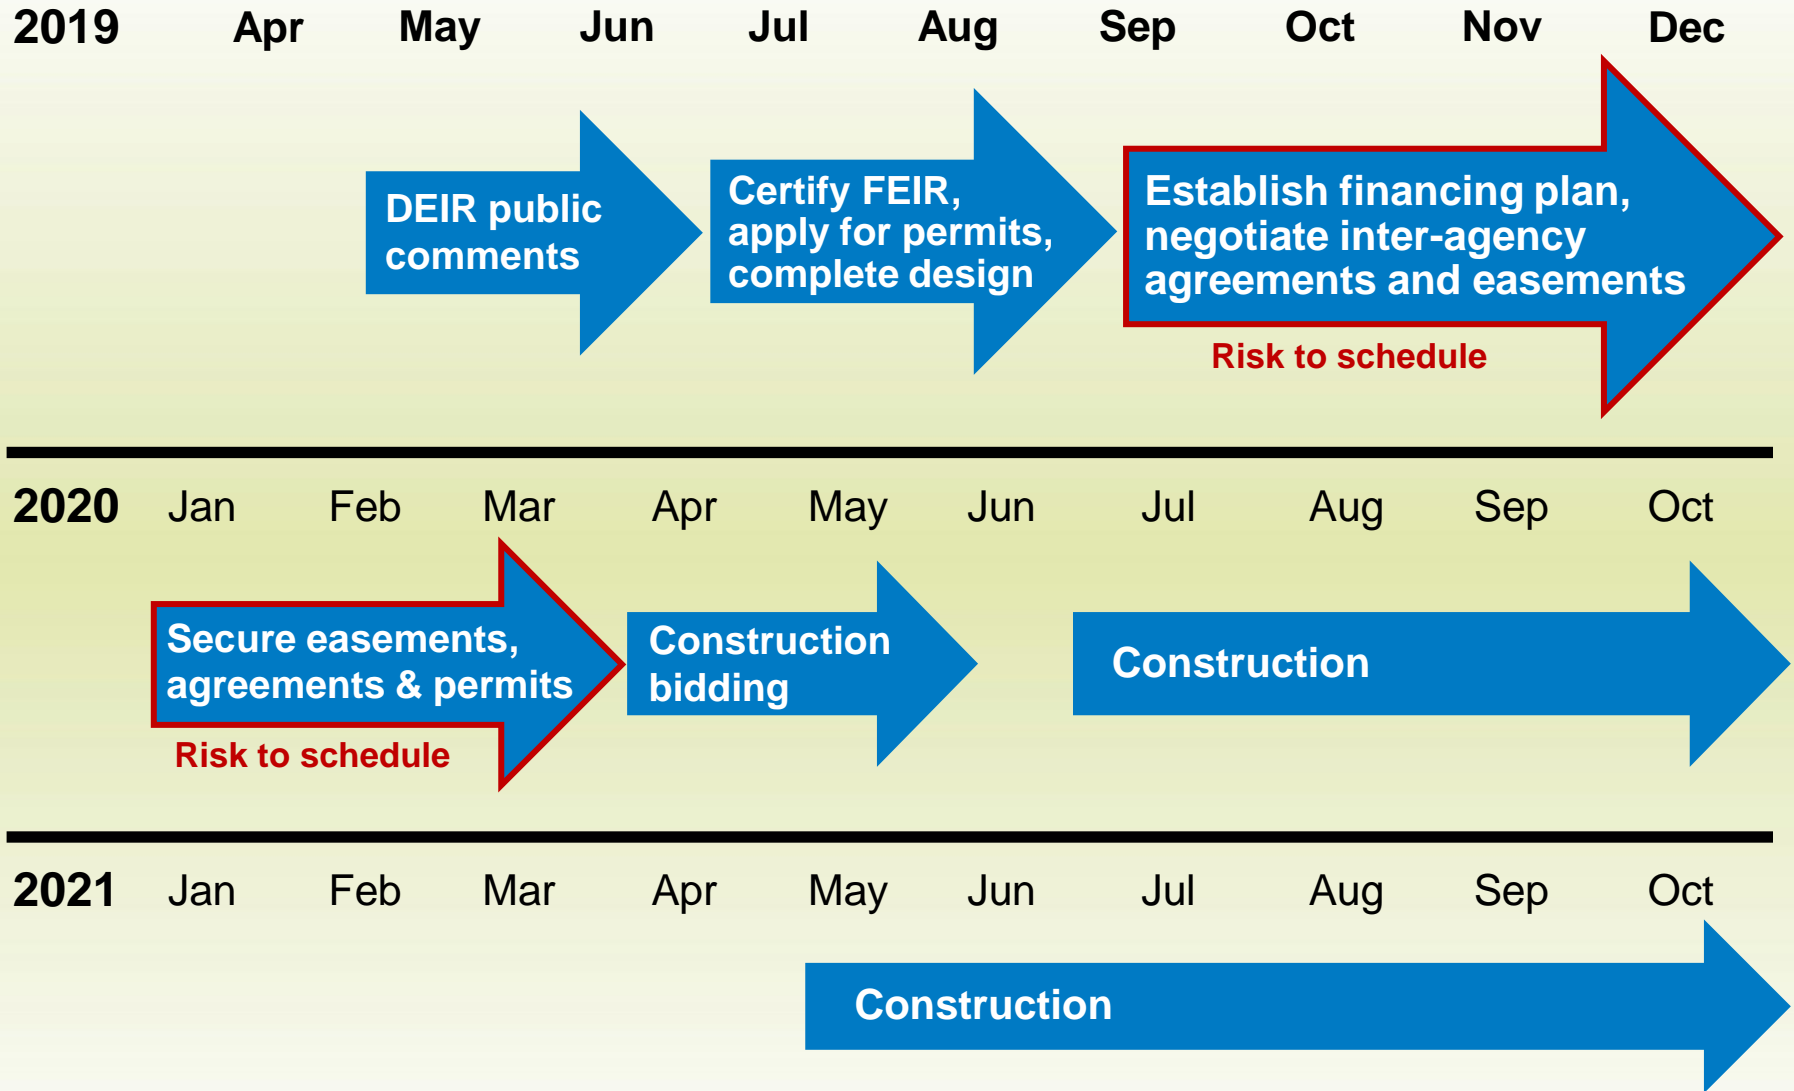 2019 Apr May Jun Jul Aug Sep Oct Nov Dec
DEIR public
comments
Certify FEIR,
apply for permits,
complete design
Establish financing plan,
negotiate inter-agency
agreements and easements
Risk to schedule
2020 Jan Feb Mar Apr May Jun Jul Aug Sep Oct
Secure easements,
agreements & permits
Risk to schedule
Construction
bidding
Construction
2021 Jan Feb Mar Apr May Jun Jul Aug Sep Oct
Construction